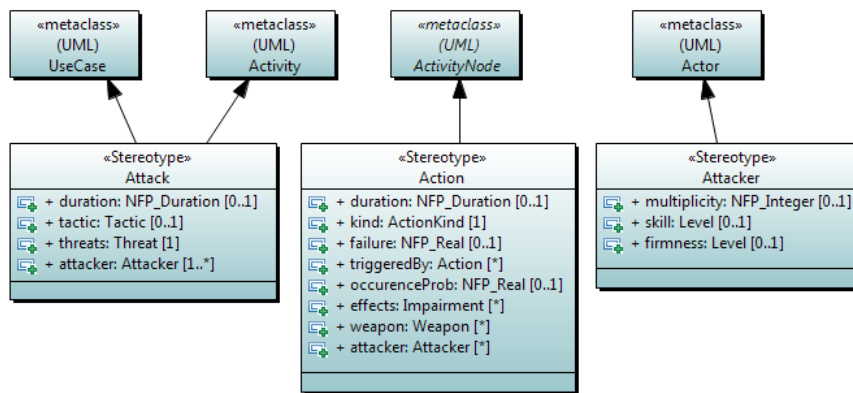 «metaclass»
(UML)
UseCase
«metaclass»
(UML)
Activity
«metaclass»
(UML)
ActivityNode
«metaclass»
(UML)
Actor
«Stereotype»
Attack
+ duration: NFP_Duration [0..1]
+ tactic: Tactic [0..1]
+ threats: Threat [1]
+ attacker: Attacker [1..*]
«Stereotype»
Action
+ duration: NFP_Duration [0..1]
+ kind: ActionKind [1]
+ failure: NFP_Real [0..1]
+ triggeredBy: Action [*]
+ occurenceProb: NFP_Real [0..1]
+ effects: Impairment [*]
+ weapon: Weapon [*]
+ attacker: Attacker [*]
«Stereotype»
Attacker
+ multiplicity: NFP_Integer [0..1]
+ skill: Level [0..1]
+ firmness: Level [0..1]